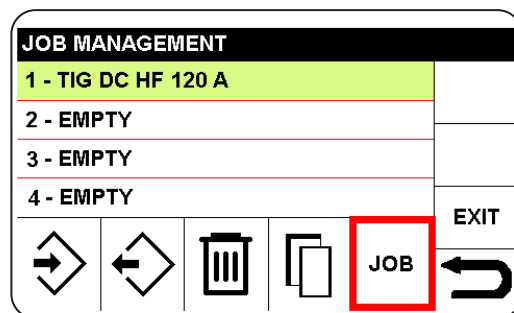 JOB MANAGEMENT
1 - TIG DC HF 120 A
2 - EMPTY
3 - EMPTY
4 - EMPTY
EXIT
JOB